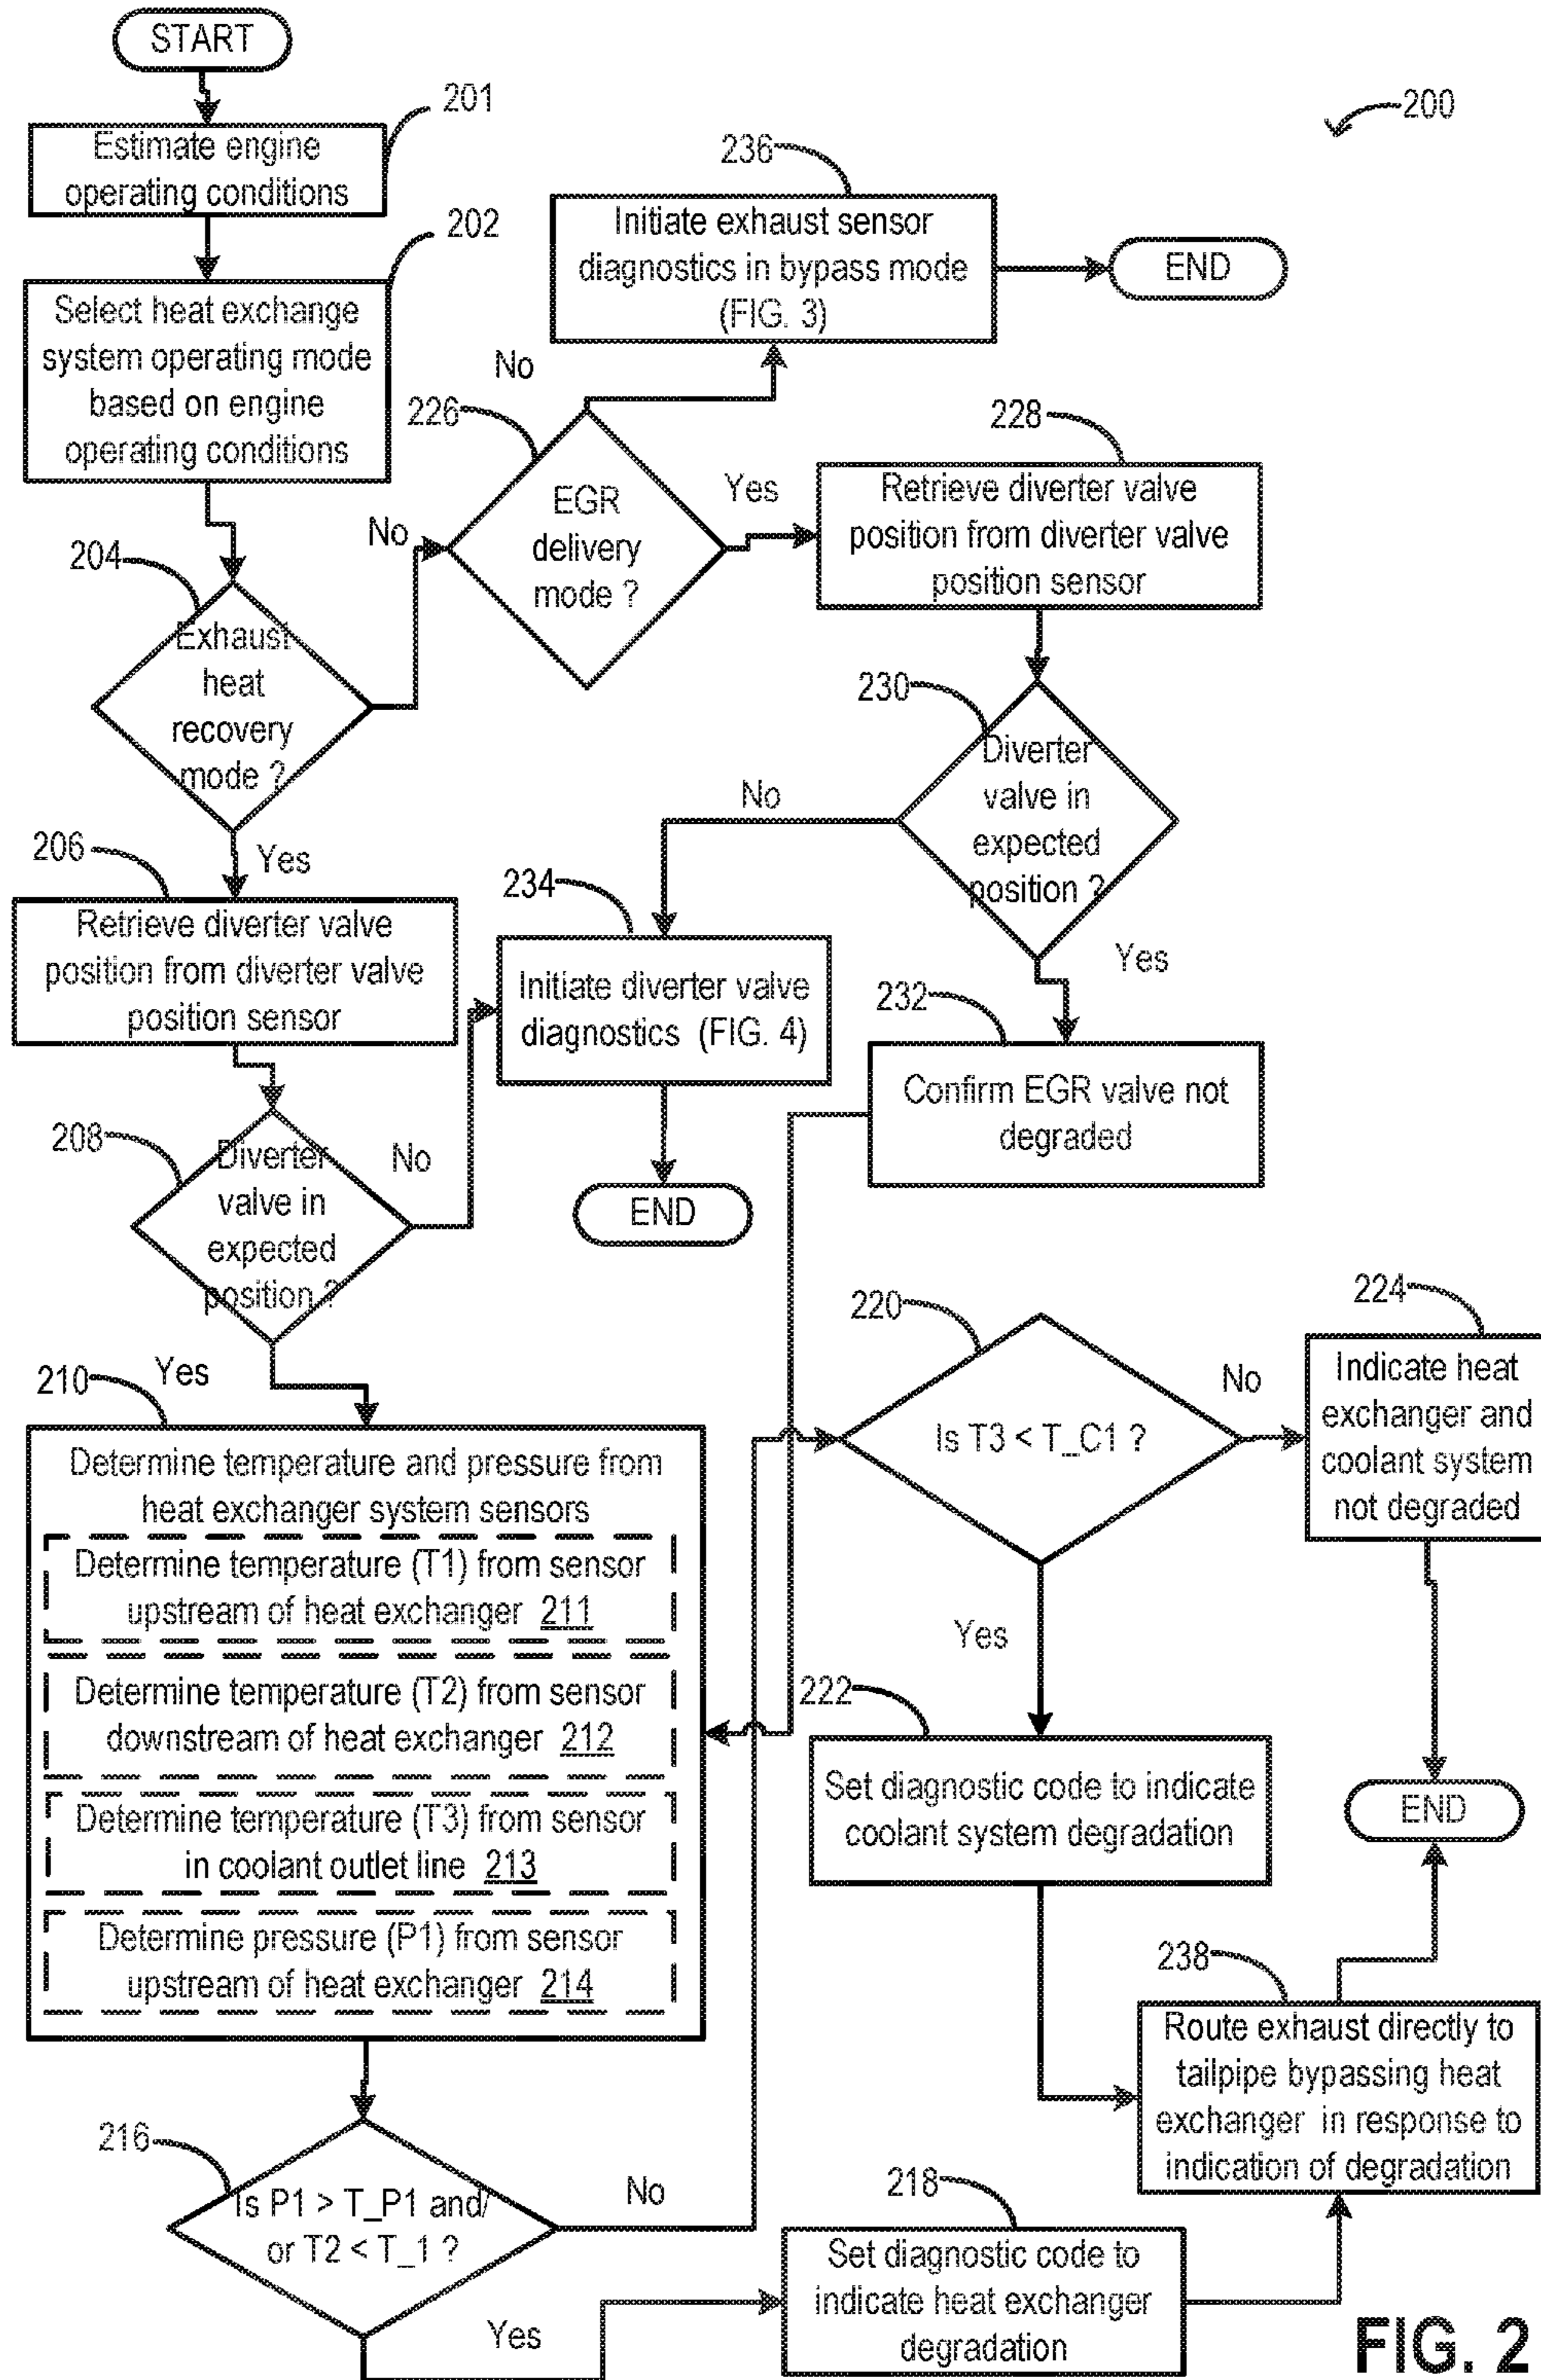 START
201
Estimate engine
operating conditions
200
236
Initiate exhaust sensor
diagnostics in bypass mode
(FIG. 3)
END
202
Select heat exchange
system operating mode
based on engine
operating conditions
No
226
EGR
delivery
mode ?
Yes
228
Retrieve diverter valve
position from diverter valve
position sensor
No
204
Exhaust
heat
recovery
mode ?
Yes
230
Diverter
valve in
expected
position ?
No
Yes
206
Retrieve diverter valve
position from diverter valve
position sensor
234
Initiate diverter valve
diagnostics (FIG. 4)
END
232
Confirm EGR valve not
degraded
208
Diverter
valve in
expected
position ?
No
Yes
210
Determine temperature and pressure from
heat exchanger system sensors
Determine temperature (T1) from sensor
upstream of heat exchanger 211
Determine temperature (T2) from sensor
downstream of heat exchanger 212
Determine temperature (T3) from sensor
in coolant outlet line 213
Determine pressure (P1) from sensor
upstream of heat exchanger 214
220
Is T3 < T_C1 ?
No
224
Indicate heat
exchanger and
coolant system
not degraded
Yes
222
Set diagnostic code to indicate
coolant system degradation
END
238
Route exhaust directly to
tailpipe bypassing heat
exchanger in response to
indication of degradation
216
Is P1 > T_P1 and/
or T2 < T_1 ?
No
Yes
218
Set diagnostic code to
indicate heat exchanger
degradation
FIG. 2